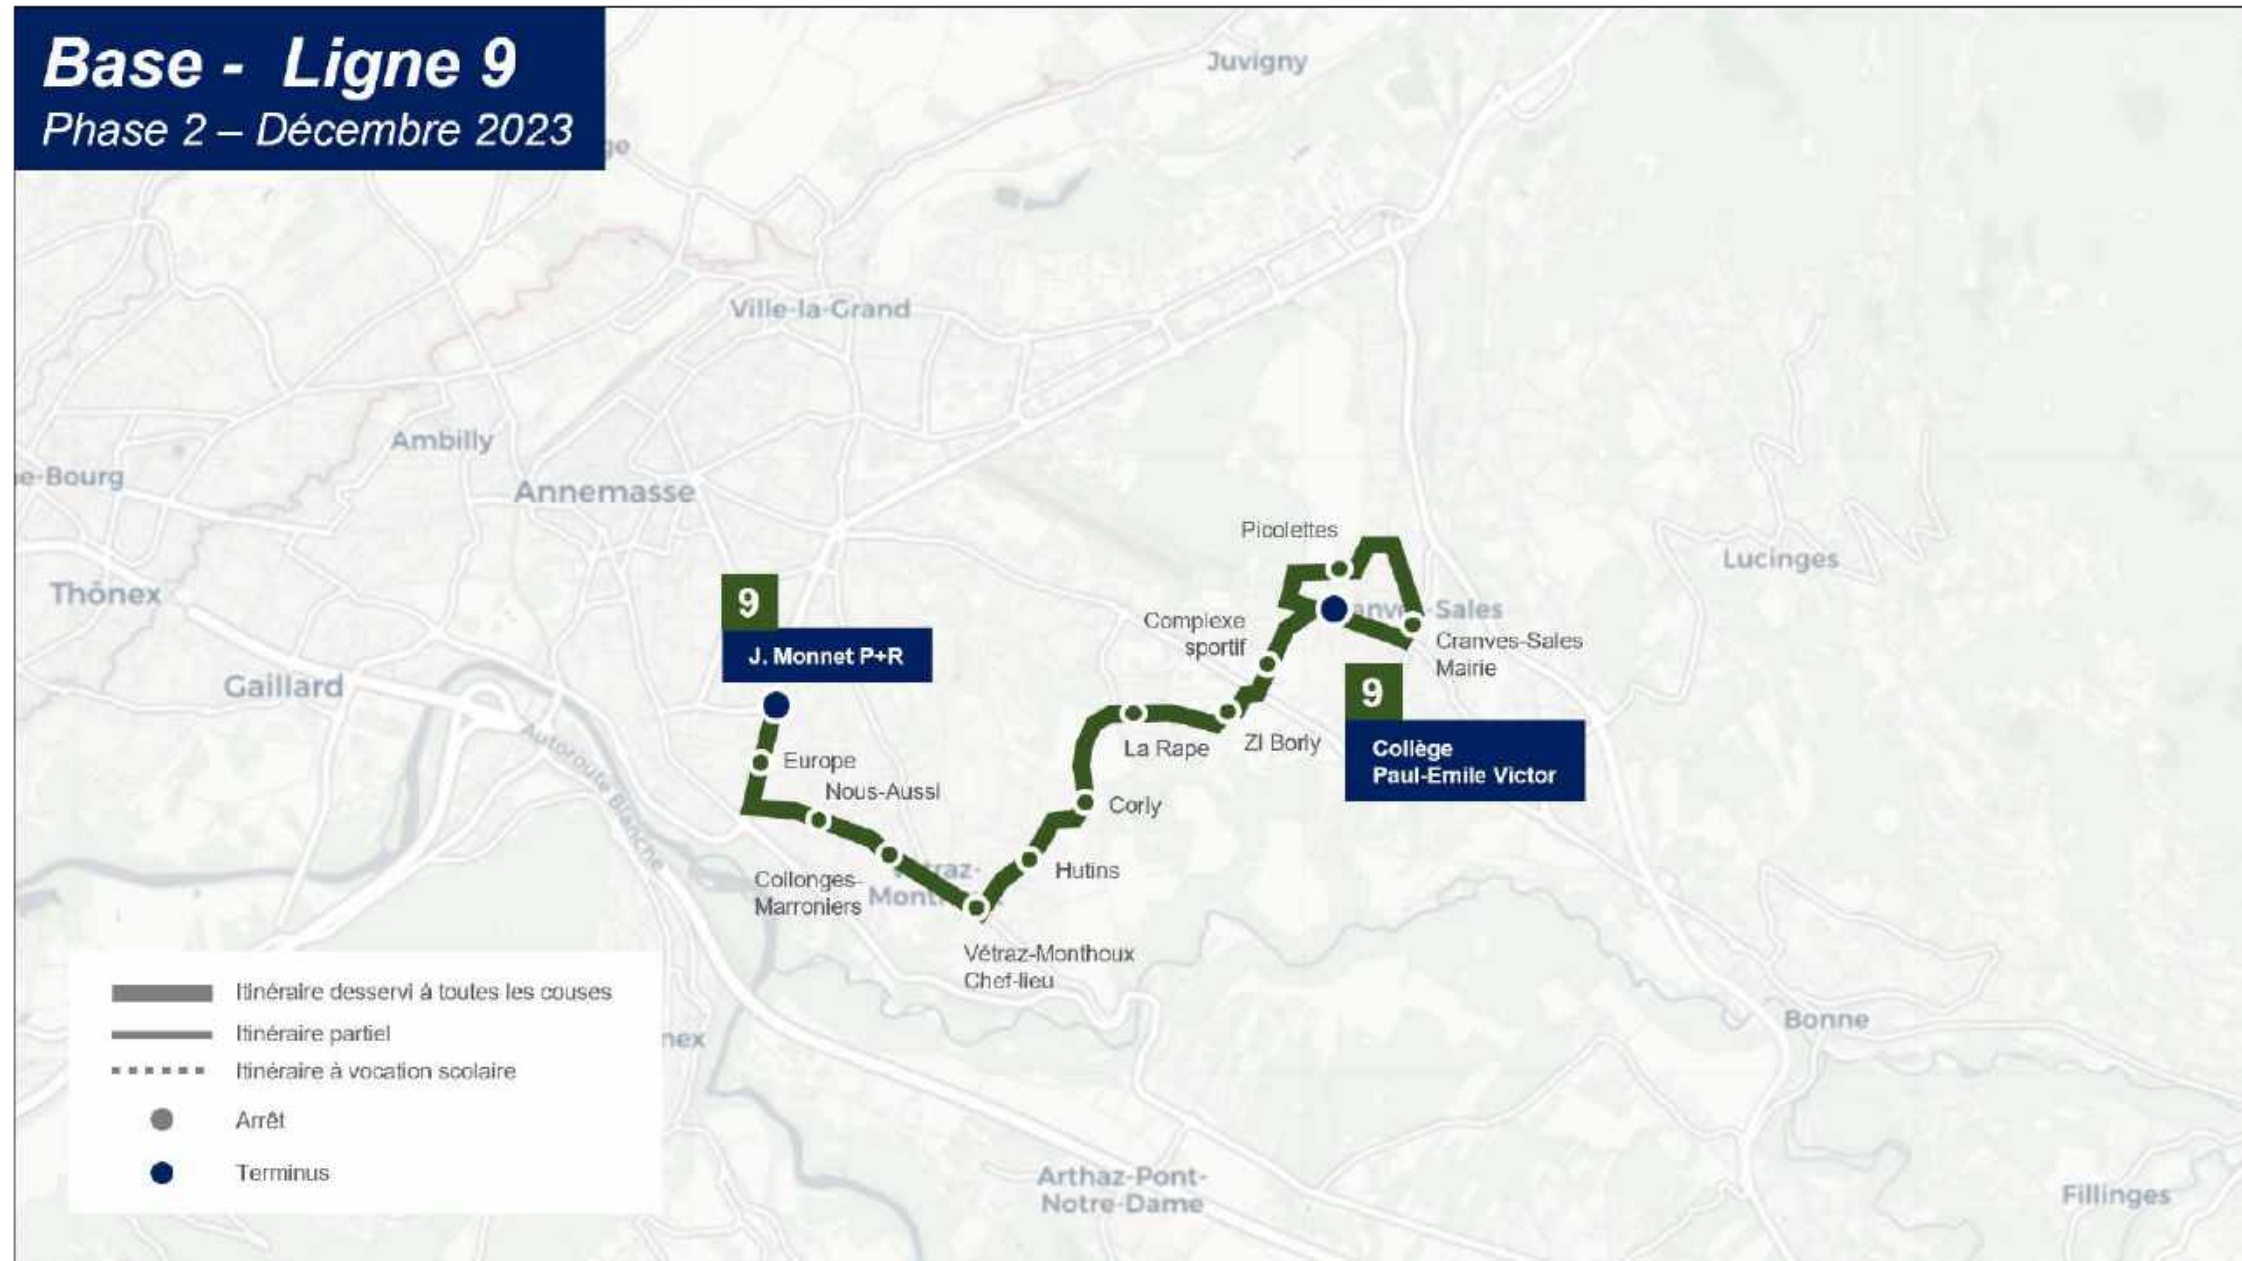 Base - Ligne 9
Phase 2 – Décembre 2023
Juvigny
Ville-la-Grand
Ambilly
Annemasse
Thônex
Gaillard
Lucinges
Picolettes
Complexe
sportif
Sales
Cranves-Sales
Mairie
9
J. Monnet P+R
9
Collège
Paul-Emile Victor
Europe
Nous-Aussi
La Rape
ZI Borly
Corly
Hutins
Collonges-
Marroniers
Vétraz-Monthoux
Chef-lieu
Autoroute Blanche
Bonne
Arthaz-Pont-
Notre-Dame
Fillinges
Itinéraire desservi à toutes les couses
Itinéraire partiel
Itinéraire à vocation scolaire
Arrêt
Terminus